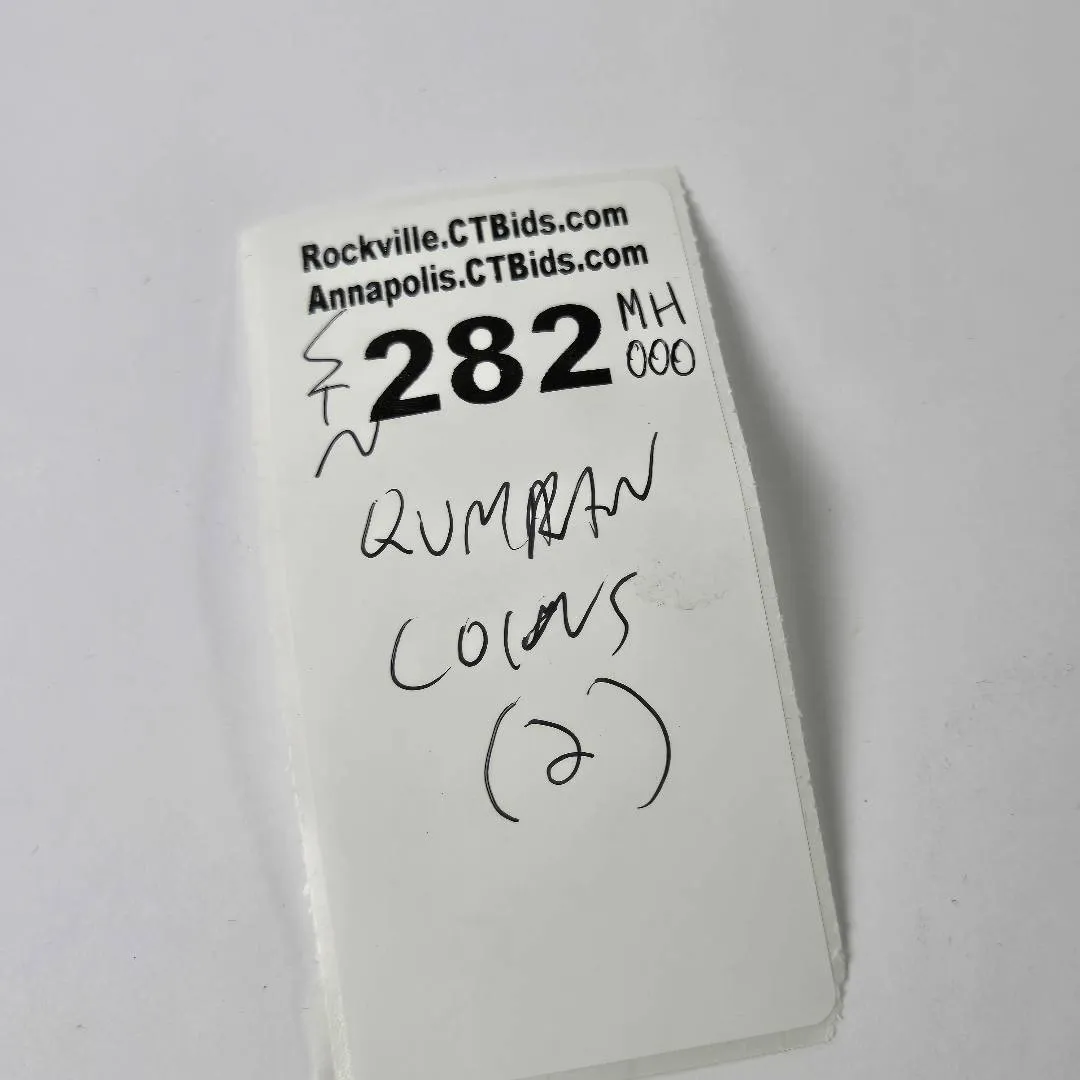 Rockville.CTBids.com
Annapolis.CTBids.com
282 MH
000
QUMRAN
COINS
(2)